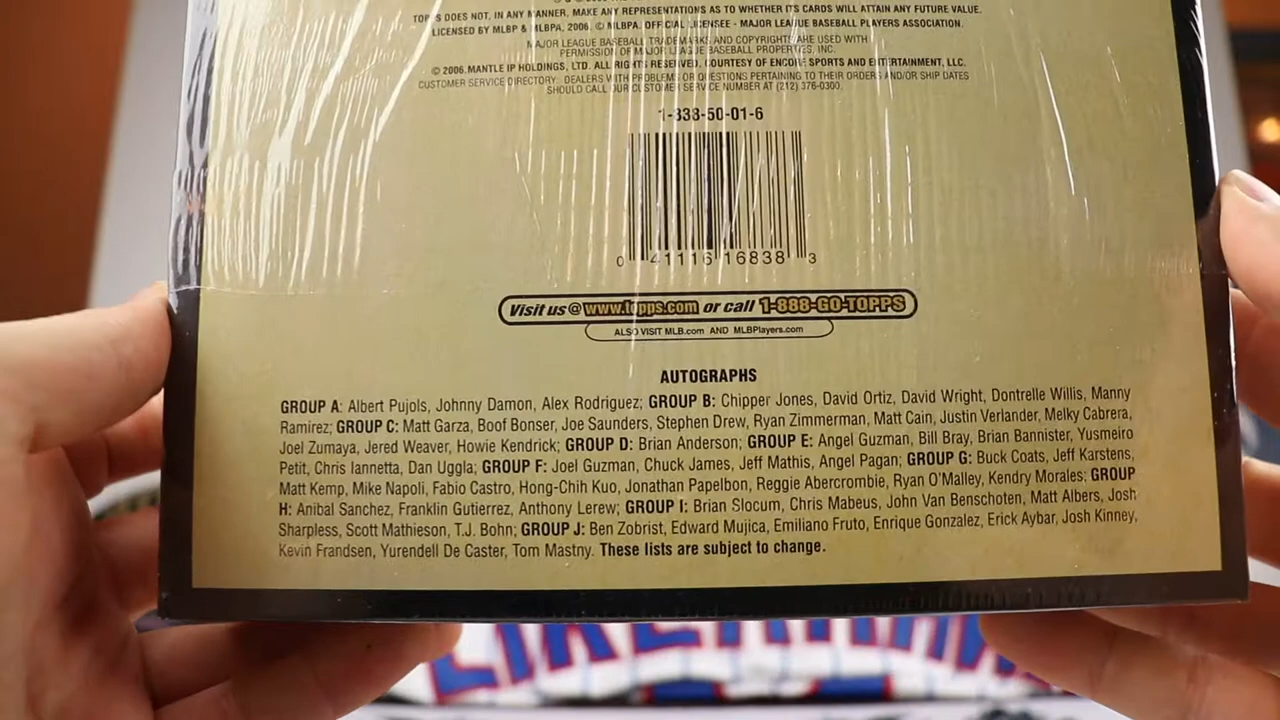 TOPPS DOES NOT, IN ANY MANNER, MAKE ANY REPRESENTATIONS AS TO WHETHER ITS CARDS WILL ATTAIN ANY FUTURE VALUE.
LICENSED BY MLBP & MLBPA, 2006. © MLBPA. OFFICIAL LICENSEE - MAJOR LEAGUE BASEBALL PLAYERS ASSOCIATION.
MAJOR LEAGUE BASEBALL TRADEMARKS AND COPYRIGHTS ARE USED WITH
PERMISSION OF MAJOR LEAGUE BASEBALL PROPERTIES, INC.
© 2006 MANTLE IP HOLDINGS, LTD. ALL RIGHTS RESERVED. COURTESY OF ENCORE SPORTS AND ENTERTAINMENT, LLC.
CUSTOMER SERVICE DIRECTORY: DEALERS WITH PROBLEMS OR QUESTIONS PERTAINING TO THEIR ORDERS AND/OR SHIP DATES
SHOULD CALL OUR CUSTOMER SERVICE NUMBER AT (212) 376-0300.
1-333-50-01-6
0 41116 16838 3
Visit us @ www.topps.com or call 1-888-GO-TOPPS
ALSO VISIT MLB.com AND MLBPlayers.com
AUTOGRAPHS
GROUP A: Albert Pujols, Johnny Damon, Alex Rodriguez; GROUP B: Chipper Jones, David Ortiz, David Wright, Dontrelle Willis, Manny
Ramirez; GROUP C: Matt Garza, Boof Bonser, Joe Saunders, Stephen Drew, Ryan Zimmerman, Matt Cain, Justin Verlander, Melky Cabrera,
Joel Zumaya, Jered Weaver, Howie Kendrick; GROUP D: Brian Anderson; GROUP E: Angel Guzman, Bill Bray, Brian Bannister, Yusmeiro
Petit, Chris Iannetta, Dan Uggla; GROUP F: Joel Guzman, Chuck James, Jeff Mathis, Angel Pagan; GROUP G: Buck Coats, Jeff Karstens,
Matt Kemp, Mike Napoli, Fabio Castro, Hong-Chih Kuo, Jonathan Papelbon, Reggie Abercrombie, Ryan O'Malley, Kendry Morales; GROUP
H: Anibal Sanchez, Franklin Gutierrez, Anthony Lerew; GROUP I: Brian Slocum, Chris Mabeus, John Van Benschoten, Matt Albers, Josh
Sharpless, Scott Mathieson, T.J. Bohn; GROUP J: Ben Zobrist, Edward Mujica, Emiliano Fruto, Enrique Gonzalez, Erick Aybar, Josh Kinney,
Kevin Frandsen, Yurendell De Caster, Tom Mastny. These lists are subject to change.